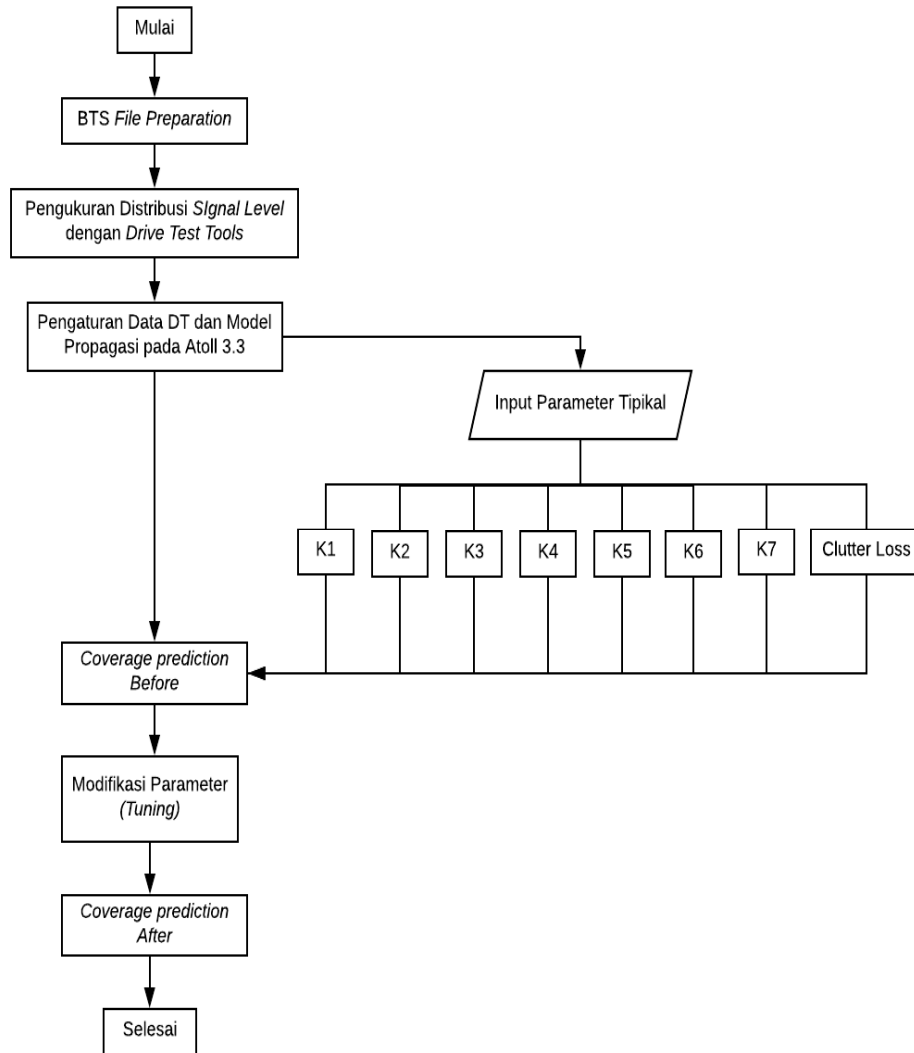 Mulai
BTS File Preparation
Pengukuran Distribusi SIgnal Level
dengan Drive Test Tools
Pengaturan Data DT dan Model
Propagasi pada Atoll 3.3
Input Parameter Tipikal
K1
K2
K3
K4
K5
K6
K7
Clutter Loss
Coverage prediction
Before
Modifikasi Parameter
(Tuning)
Coverage prediction
After
Selesai